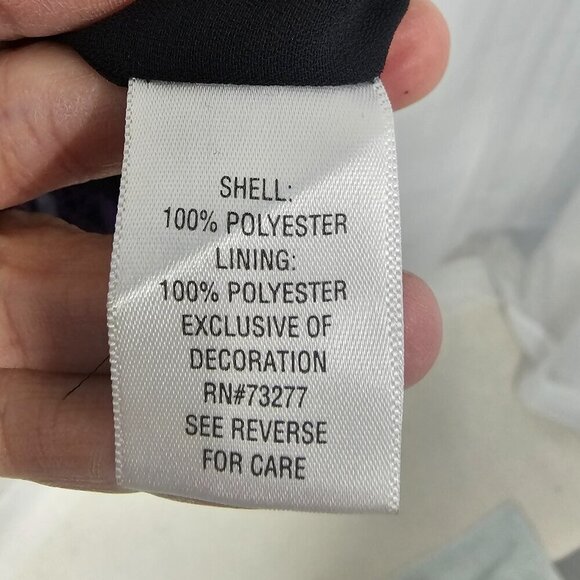 SHELL:
100% POLYESTER
LINING:
100% POLYESTER
EXCLUSIVE OF
DECORATION
RN#73277
SEE REVERSE
FOR CARE